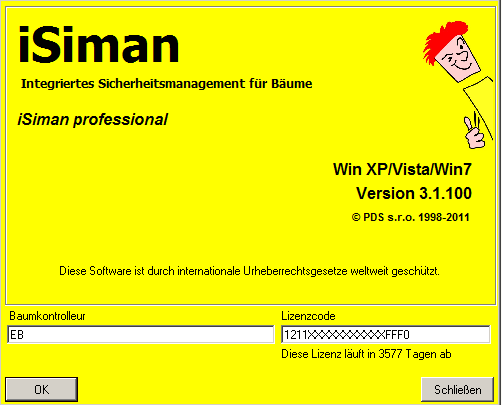 iSiman
Integriertes Sicherheitsmanagement für Bäume
iSiman professional
Win XP/Vista/Win7
Version 3.1.100
© PDS s.r.o. 1998-2011
Diese Software ist durch internationale Urheberrechtsgesetze weltweit geschützt.
Baumkontrolleur
Lizenzcode
EB
1211XXXXXXXXXXFFF0
Diese Lizenz läuft in 3577 Tagen ab
OK
Schließen